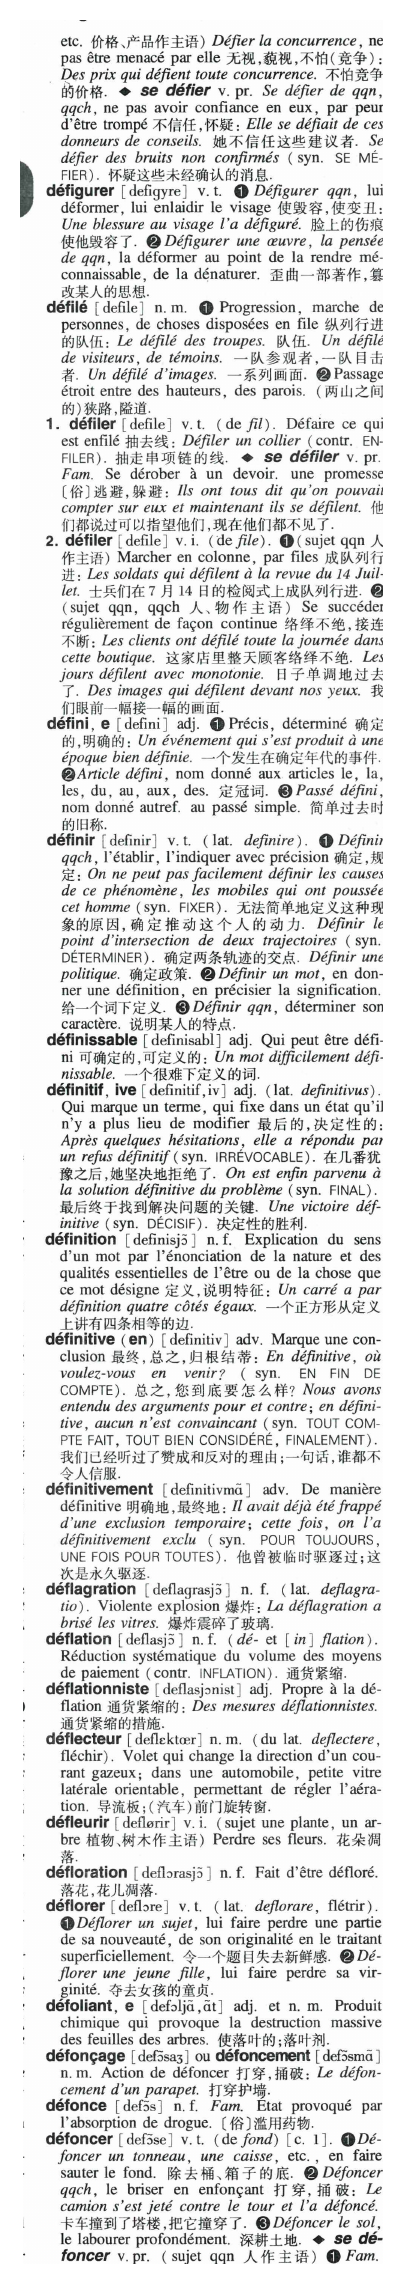 etc. 价格、产品作主语) Défier la concurrence, ne
pas être menacé par elle 无视,藐视,不怕(竞争):
Des prix qui défient toute concurrence. 不怕竞争
的价格. ◆ se défier v. pr. Se défier de qqn,
qqch, ne pas avoir confiance en eux, par peur
d'être trompé 不信任,怀疑: Elle se défiait de ces
donneurs de conseils. 她不信任这些建议者. Se
défier des bruits non confirmés (syn. SE MÉ-
FIER). 怀疑这些未经确认的消息.
défigurer [defigyre] v. t. ❶ Défigurer qqn, lui
déformer, lui enlaidir le visage 使毁容,使变丑:
Une blessure au visage l'a défiguré. 脸上的伤痕
使他毁容了. ❷ Défigurer une œuvre, la pensée
de qqn, la déformer au point de la rendre mé-
connaissable, de la dénaturer. 歪曲一部著作,篡
改某人的思想.
défilé [defile] n. m. ❶ Progression, marche de
personnes, de choses disposées en file 纵列行进
的队伍: Le défilé des troupes. 队伍. Un défilé
de visiteurs, de témoins. 一队参观者,一队目击
者. Un défilé d'images. 一系列画面. ❷ Passage
étroit entre des hauteurs, des parois. (两山之间
的)狭路,隘道.
1. défiler [defile] v. t. (de fil). Défaire ce qui
est enfilé 抽去线: Défiler un collier (contr. EN-
FILER). 抽走串项链的线. ◆ se défiler v. pr.
Fam. Se dérober à un devoir. une promesse
〔俗〕逃避,躲避: Ils ont tous dit qu'on pouvait
compter sur eux et maintenant ils se défilent. 他
们都说过可以指望他们,现在他们都不见了.
2. défiler [defile] v. i. (de file). ❶ (sujet qqn 人
作主语) Marcher en colonne, par files 成队列行
进: Les soldats qui défilent à la revue du 14 Juil-
let. 士兵们在 7 月 14 日的检阅式上成队列行进. ❷
(sujet qqn, qqch 人、物作主语) Se succéder
régulièrement de façon continue 络绎不绝,接连
不断: Les clients ont défilé toute la journée dans
cette boutique. 这家店里整天顾客络绎不绝. Les
jours défilent avec monotonie. 日子单调地过去
了. Des images qui défilent devant nos yeux. 我
们眼前一幅接一幅的画面.
défini, e [defini] adj. ❶ Précis, déterminé 确定
的,明确的: Un événement qui s'est produit à une
époque bien définie. 一个发生在确定年代的事件.
❷ Article défini, nom donné aux articles le, la,
les, du, au, aux, des. 定冠词. ❸ Passé défini,
nom donné autref. au passé simple. 简单过去时
的旧称.
définir [definir] v. t. (lat. definire). ❶ Définir
qqch, l'établir, l'indiquer avec précision 确定,规
定: On ne peut pas facilement définir les causes
de ce phénomène, les mobiles qui ont poussée
cet homme (syn. FIXER). 无法简单地定义这种现
象的原因,确定推动这个人的动力. Définir le
point d'intersection de deux trajectoires (syn.
DÉTERMINER). 确定两条轨迹的交点. Définir une
politique. 确定政策. ❷ Définir un mot, en don-
ner une définition, en préciser la signification.
给一个词下定义. ❸ Définir qqn, déterminer son
caractère. 说明某人的特点.
définissable [definisabl] adj. Qui peut être défi-
ni 可确定的,可定义的: Un mot difficilement défi-
nissable. 一个很难下定义的词.
définitif, ive [definitif,iv] adj. (lat. definitivus).
Qui marque un terme, qui fixe dans un état qu'il
n'y a plus lieu de modifier 最后的,决定性的:
Après quelques hésitations, elle a répondu par
un refus définitif (syn. IRRÉVOCABLE). 在几番犹
豫之后,她坚决地拒绝了. On est enfin parvenu à
la solution définitive du problème (syn. FINAL).
最后终于找到解决问题的关键. Une victoire déf-
initive (syn. DÉCISIF). 决定性的胜利.
définition [definisjɔ̃] n. f. Explication du sens
d'un mot par l'énonciation de la nature et des
qualités essentielles de l'être ou de la chose que
ce mot désigne 定义,说明特征: Un carré a par
définition quatre côtés égaux. 一个正方形从定义
上讲有四条相等的边.
définitive (en) [definitiv] adv. Marque une con-
clusion 最终,总之,归根结蒂: En définitive, où
voulez-vous en venir? (syn. EN FIN DE
COMPTE). 总之,您到底要怎么样? Nous avons
entendu des arguments pour et contre; en défini-
tive, aucun n'est convaincant (syn. TOUT COM-
PTE FAIT, TOUT BIEN CONSIDÉRÉ, FINALEMENT).
我们已经听过了赞成和反对的理由;一句话,谁都不
令人信服.
définitivement [definitivmɑ̃] adv. De manière
définitive 明确地,最终地: Il avait déjà été frappé
d'une exclusion temporaire; cette fois, on l'a
définitivement exclu (syn. POUR TOUJOURS,
UNE FOIS POUR TOUTES). 他曾被临时驱逐过;这
次是永久驱逐.
déflagration [deflagrasjɔ̃] n. f. (lat. deflagra-
tio). Violente explosion 爆炸: La déflagration a
brisé les vitres. 爆炸震碎了玻璃.
déflation [deflasjɔ̃] n. f. (dé- et [in] flation).
Réduction systématique du volume des moyens
de paiement (contr. INFLATION). 通货紧缩.
déflationniste [deflasjɔnist] adj. Propre à la dé-
flation 通货紧缩的: Des mesures déflationnistes.
通货紧缩的措施.
déflecteur [deflɛktœr] n. m. (du lat. deflectere,
fléchir). Volet qui change la direction d'un cou-
rant gazeux; dans une automobile, petite vitre
latérale orientable, permettant de régler l'aéra-
tion. 导流板;(汽车)前门旋转窗.
défleurir [deflørir] v. i. (sujet une plante, un ar-
bre 植物、树木作主语) Perdre ses fleurs. 花朵凋
落.
défloration [deflɔrasjɔ̃] n. f. Fait d'être défloré.
落花,花儿凋落.
déflorer [deflɔre] v. t. (lat. deflorare, flétrir).
❶ Déflorer un sujet, lui faire perdre une partie
de sa nouveauté, de son originalité en le traitant
superficiellement. 令一个题目失去新鲜感. ❷ Dé-
florer une jeune fille, lui faire perdre sa vir-
ginité. 夺去女孩的童贞.
défoliant, e [defɔljɑ̃,ɑ̃t] adj. et n. m. Produit
chimique qui provoque la destruction massive
des feuilles des arbres. 使落叶的;落叶剂.
défonçage [defɔ̃saʒ] ou défoncement [defɔ̃smɑ̃]
n. m. Action de défoncer 打穿,捅破: Le défon-
cement d'un parapet. 打穿护墙.
défonce [defɔ̃s] n. f. Fam. Etat provoqué par
l'absorption de drogue. 〔俗〕滥用药物.
défoncer [defɔ̃se] v. t. (de fond) [c. 1]. ❶ Dé-
foncer un tonneau, une caisse, etc., en faire
sauter le fond. 除去桶、箱子的底. ❷ Défoncer
qqch, le briser en enfonçant 打穿,捅破: Le
camion s'est jeté contre le tour et l'a défoncé.
卡车撞到了塔楼,把它撞穿了. ❸ Défoncer le sol,
le labourer profondément. 深耕土地. ◆ se dé-
foncer v. pr. (sujet qqn 人作主语) ❶ Fam.